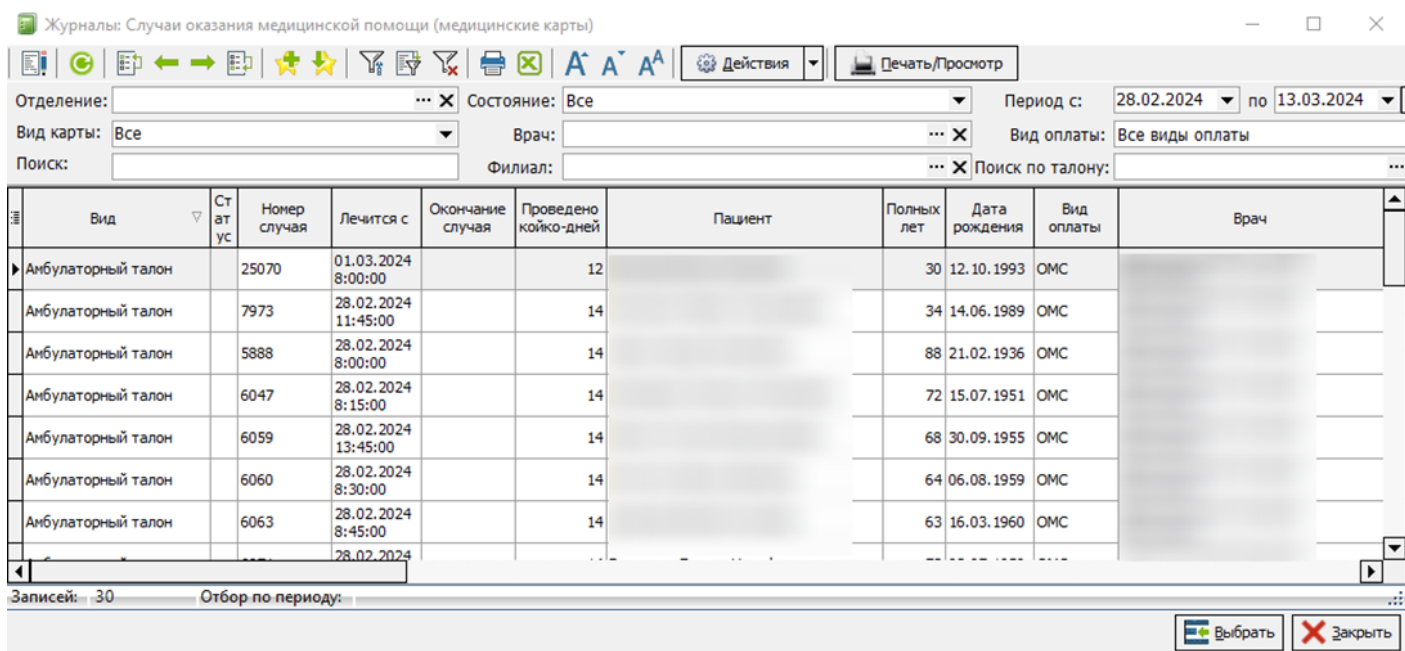 Журналы: Случаи оказания медицинской помощи (медицинские карты)
Действия Печать/Просмотр
Отделение: Состояние: Все Период с: 28.02.2024 по 13.03.2024
Вид карты: Все Врач: Вид оплаты: Все виды оплаты
Поиск: Филиал: Поиск по талону:
Вид Статус Номер случая Лечится с Окончание случая Проведено койко-дней Пациент Полных лет Дата рождения Вид оплаты Врач
Амбулаторный талон 25070 01.03.2024 8:00:00 12 30 12.10.1993 ОМС
Амбулаторный талон 7973 28.02.2024 11:45:00 14 34 14.06.1989 ОМС
Амбулаторный талон 5888 28.02.2024 8:00:00 14 88 21.02.1936 ОМС
Амбулаторный талон 6047 28.02.2024 8:15:00 14 72 15.07.1951 ОМС
Амбулаторный талон 6059 28.02.2024 13:45:00 14 68 30.09.1955 ОМС
Амбулаторный талон 6060 28.02.2024 8:30:00 14 64 06.08.1959 ОМС
Амбулаторный талон 6063 28.02.2024 8:45:00 14 63 16.03.1960 ОМС
28.02.2024
Записей: 30 Отбор по периоду:
Выбрать Закрыть